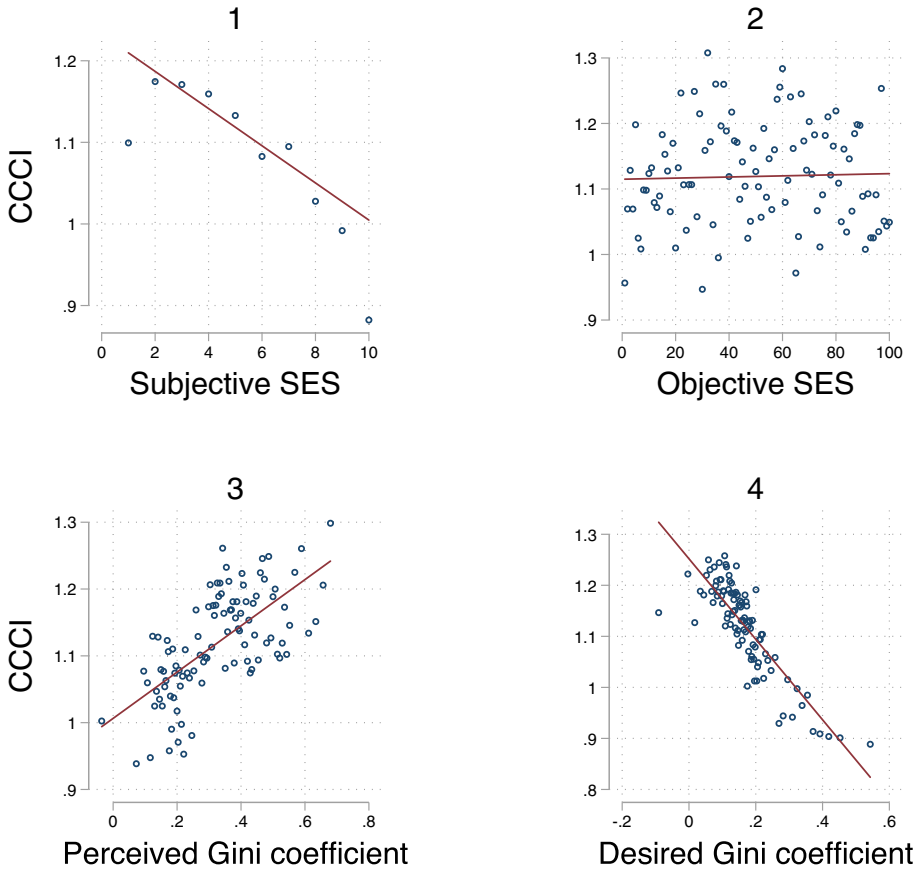 1
CCCI
1.2
1.1
1
.9
0 2 4 6 8 10
Subjective SES
2
1.3
1.2
1.1
1
.9
0 20 40 60 80 100
Objective SES
3
CCCI
1.3
1.2
1.1
1
.9
0 .2 .4 .6 .8
Perceived Gini coefficient
4
1.3
1.2
1.1
1
.9
.8
-.2 0 .2 .4 .6
Desired Gini coefficient